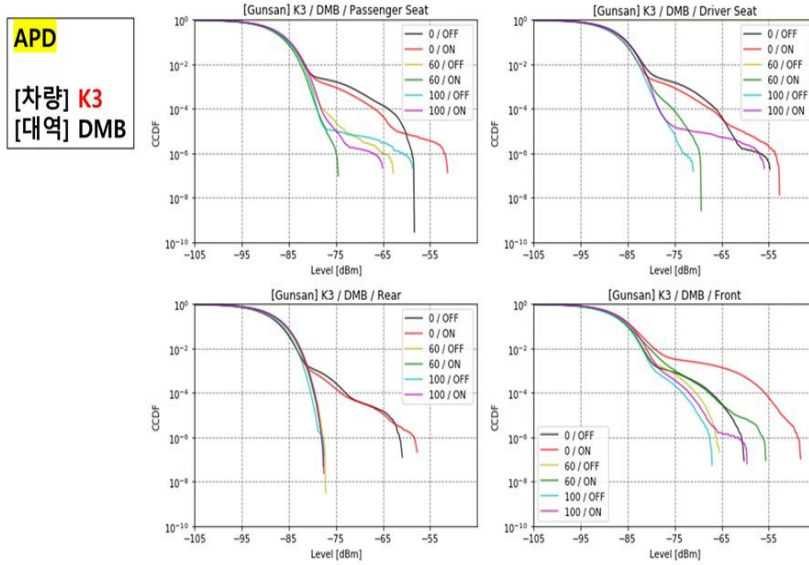 APD
[차량] K3
[대역] DMB
[Gunsan] K3 / DMB / Passenger Seat
10^0
10^-2
10^-4
10^-6
10^-8
10^-10
CCDF
0 / OFF
0 / ON
60 / OFF
60 / ON
100 / OFF
100 / ON
-105 -95 -85 -75 -65 -55
Level [dBm]
[Gunsan] K3 / DMB / Driver Seat
10^0
10^-2
10^-4
10^-6
10^-8
10^-10
CCDF
0 / OFF
0 / ON
60 / OFF
60 / ON
100 / OFF
100 / ON
-105 -95 -85 -75 -65 -55
Level [dBm]
[Gunsan] K3 / DMB / Rear
10^0
10^-2
10^-4
10^-6
10^-8
10^-10
CCDF
0 / OFF
0 / ON
60 / OFF
60 / ON
100 / OFF
100 / ON
-105 -95 -85 -75 -65 -55
Level [dBm]
[Gunsan] K3 / DMB / Front
10^0
10^-2
10^-4
10^-6
10^-8
10^-10
CCDF
0 / OFF
0 / ON
60 / OFF
60 / ON
100 / OFF
100 / ON
-105 -95 -85 -75 -65 -55
Level [dBm]